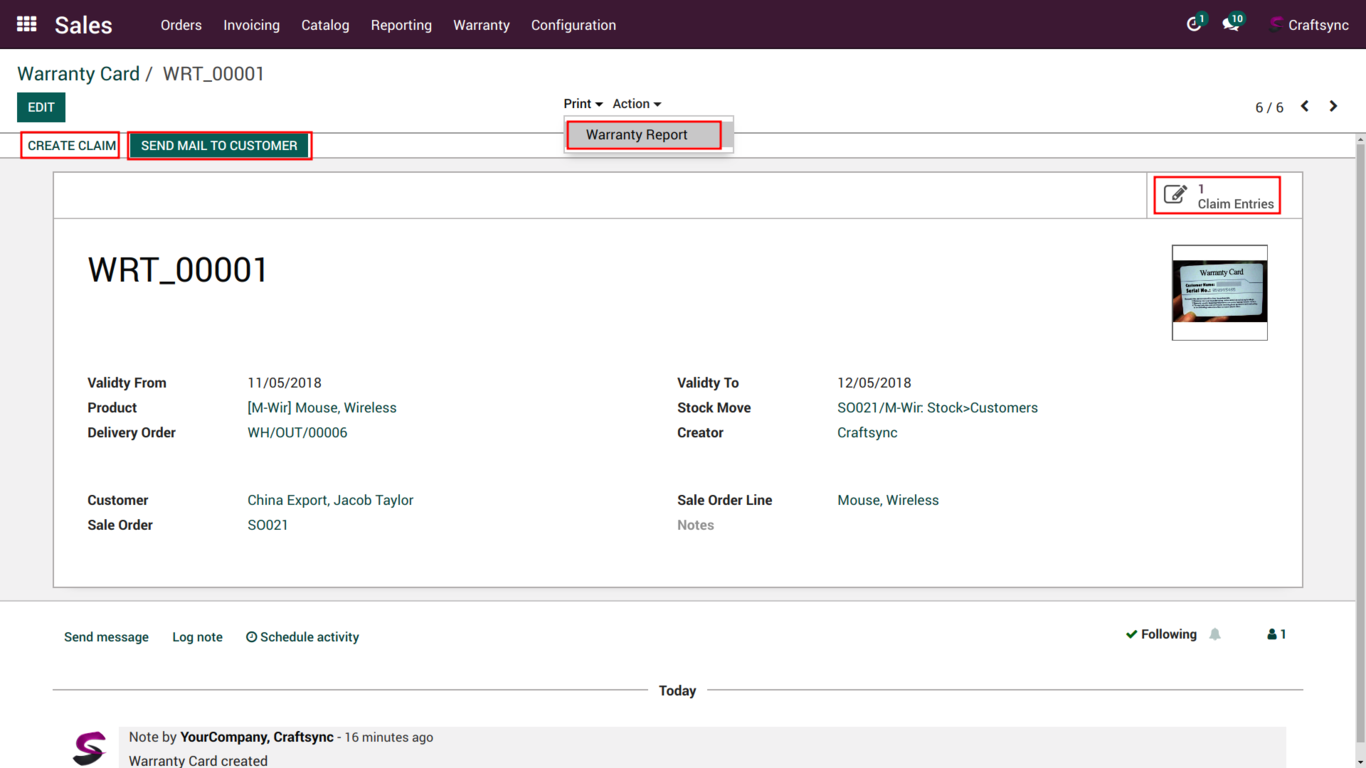 Sales Orders Invoicing Catalog Reporting Warranty Configuration 1 10 Craftsync
Warranty Card / WRT_00001
EDIT Print Action 6 / 6
Warranty Report
CREATE CLAIM SEND MAIL TO CUSTOMER
1
Claim Entries
WRT_00001
Warranty Card
Customer Name:
Serial No.:
Validty From 11/05/2018 Validty To 12/05/2018
Product [M-Wir] Mouse, Wireless Stock Move SO021/M-Wir: Stock>Customers
Delivery Order WH/OUT/00006 Creator Craftsync
Customer China Export, Jacob Taylor Sale Order Line Mouse, Wireless
Sale Order SO021 Notes
Send message Log note Schedule activity Following 1
Today
Note by YourCompany, Craftsync - 16 minutes ago
Warranty Card created